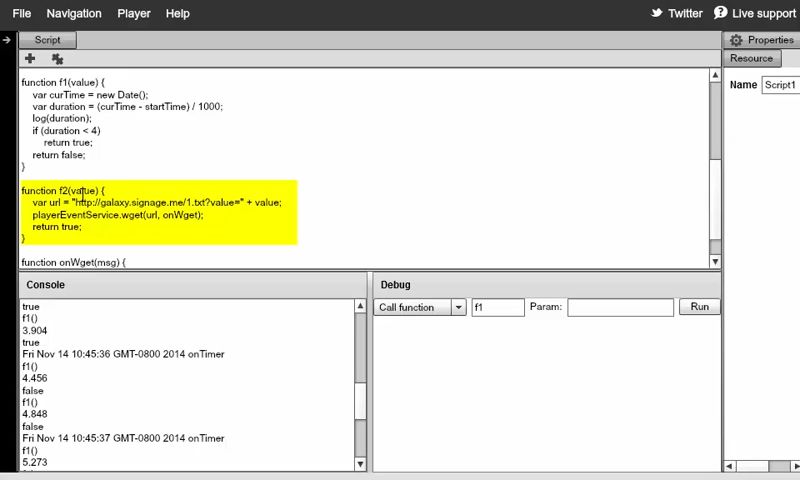 File Navigation Player Help Twitter Live support
Script
Properties
Resource
Name Script1
function f1(value) {
var curTime = new Date();
var duration = (curTime - startTime) / 1000;
log(duration);
if (duration < 4)
return true;
return false;
}
function f2(value) {
var url = "http://galaxy.signage.me/1.txt?value=" + value;
playerEventService.wget(url, onWget);
return true;
}
function onWget(msg) {
Console
true
f1()
3.904
true
Fri Nov 14 10:45:36 GMT-0800 2014 onTimer
f1()
4.456
false
f1()
4.848
false
Fri Nov 14 10:45:37 GMT-0800 2014 onTimer
f1()
5.273
Debug
Call function f1 Param: Run